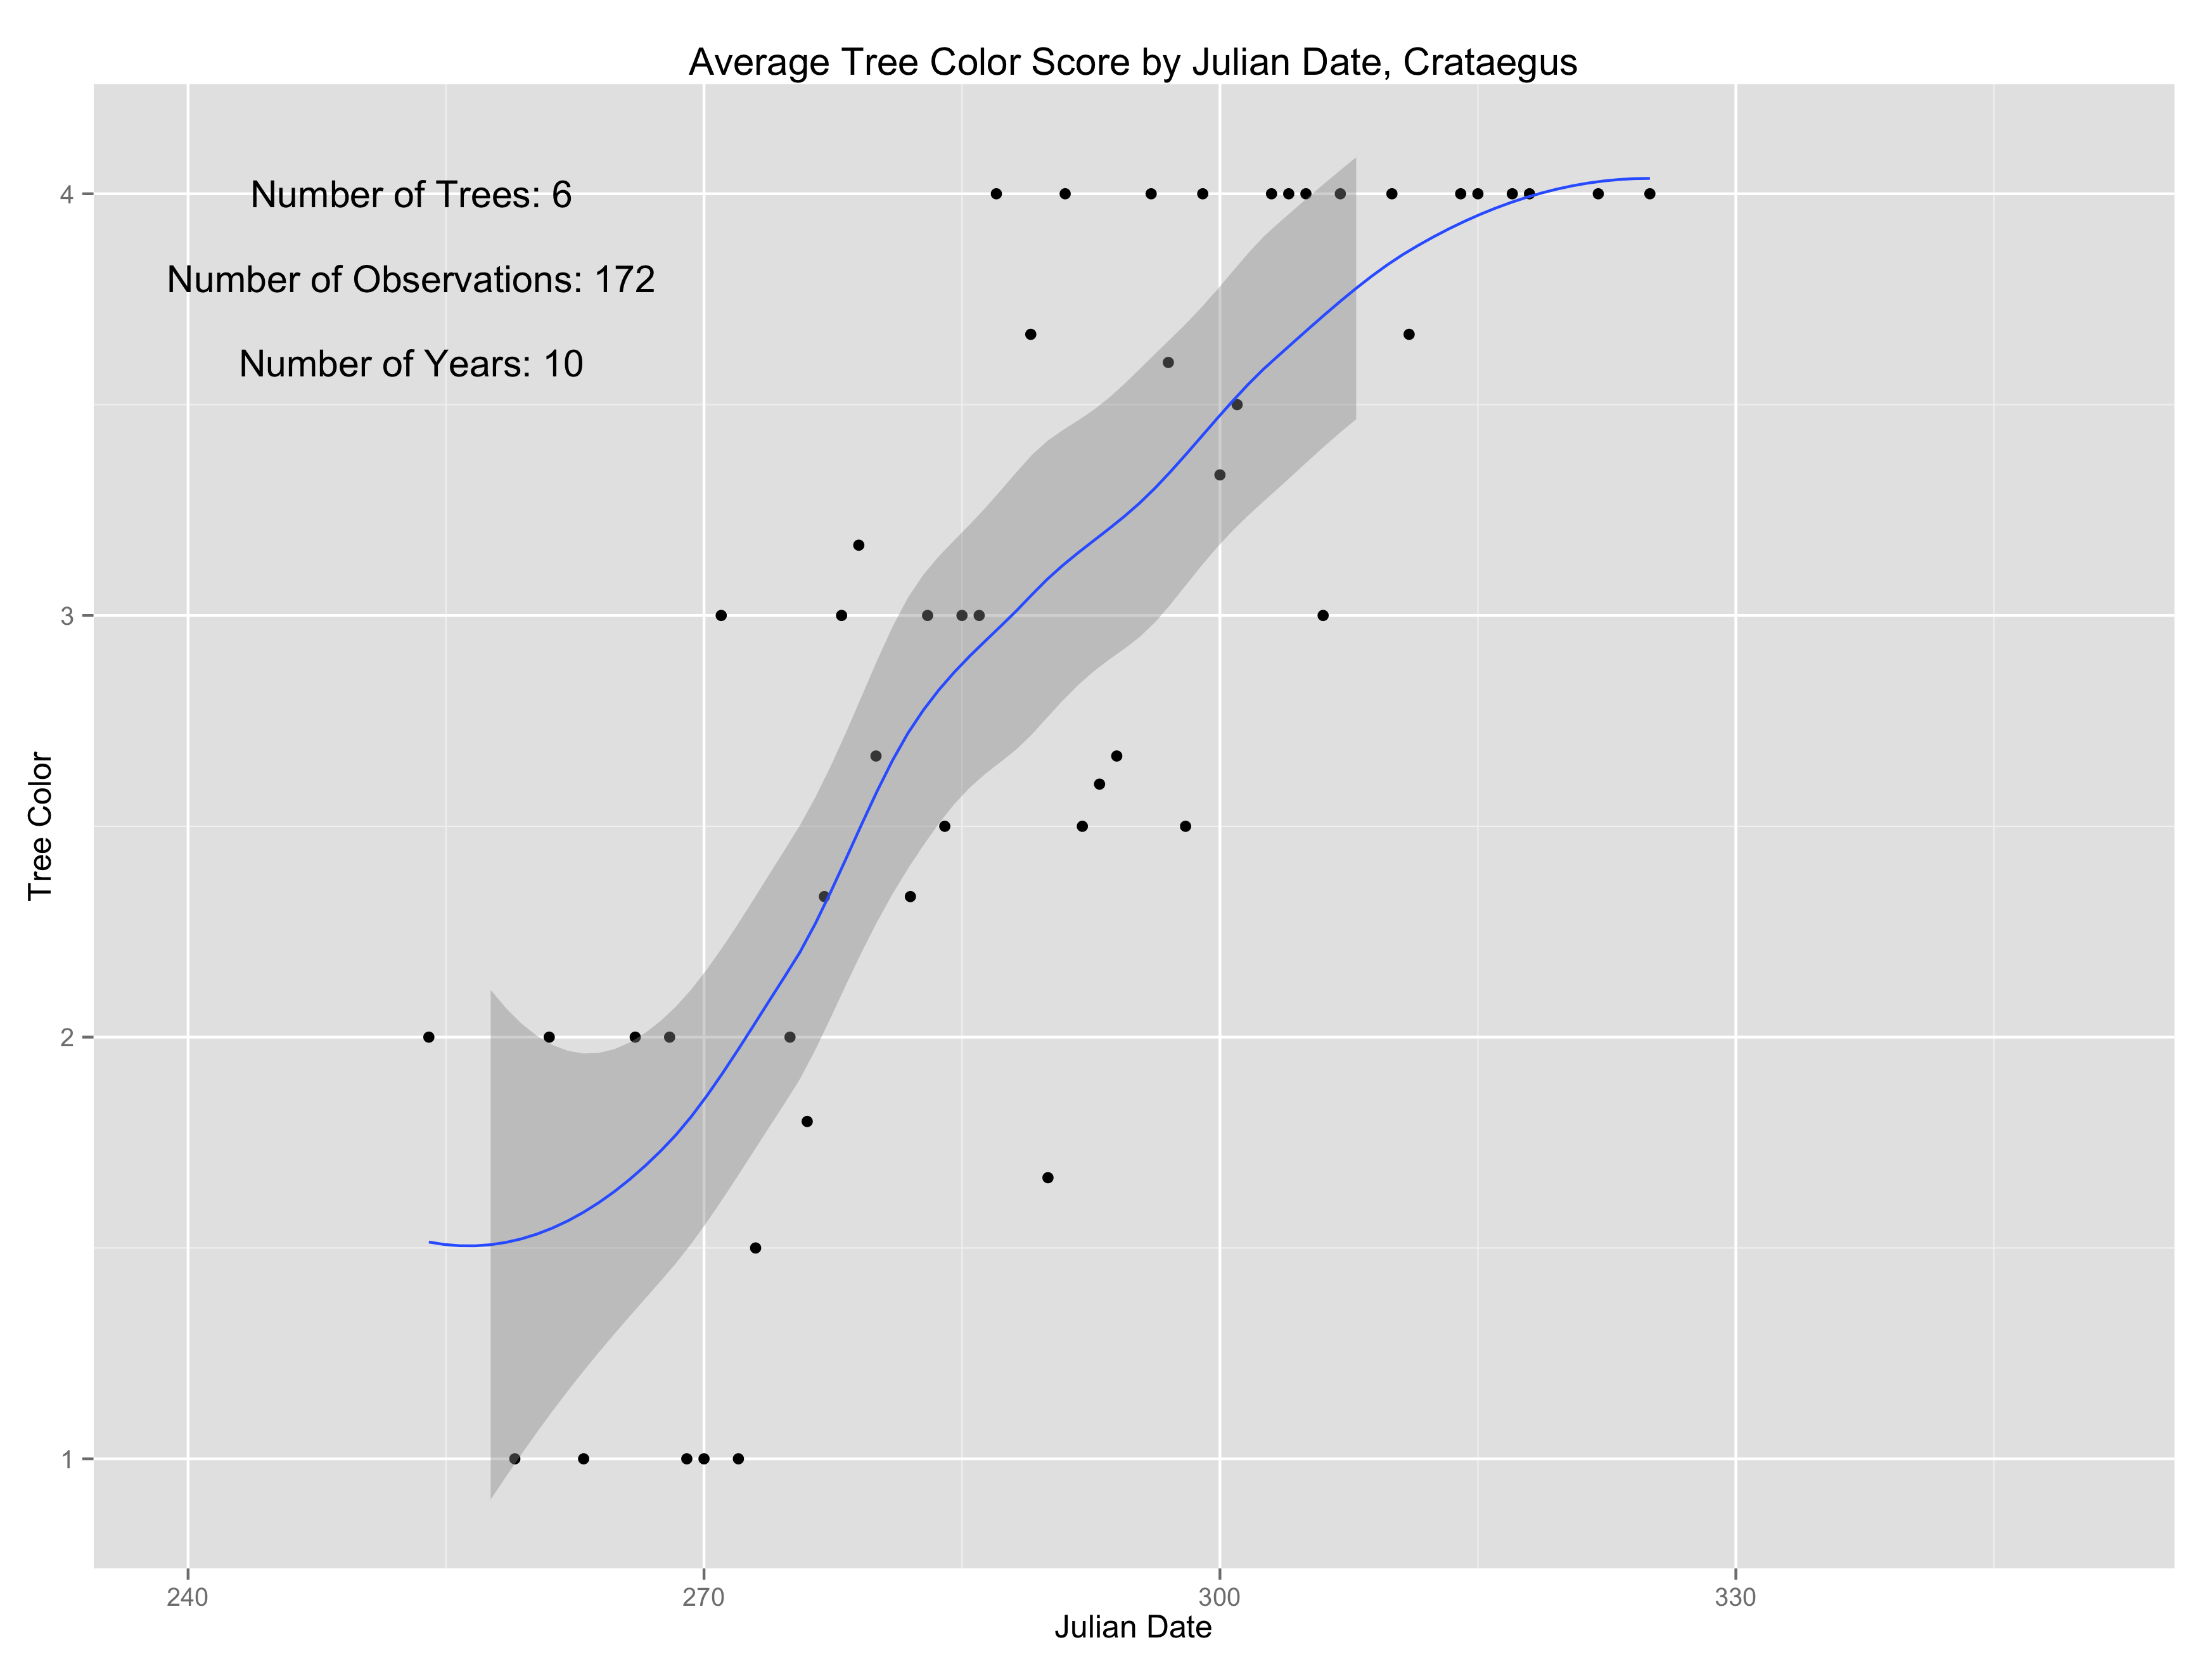 Average Tree Color Score by Julian Date, Crataegus
Number of Trees: 6
Number of Observations: 172
Number of Years: 10
4
3
2
1
Tree Color
240 270 300 330
Julian Date